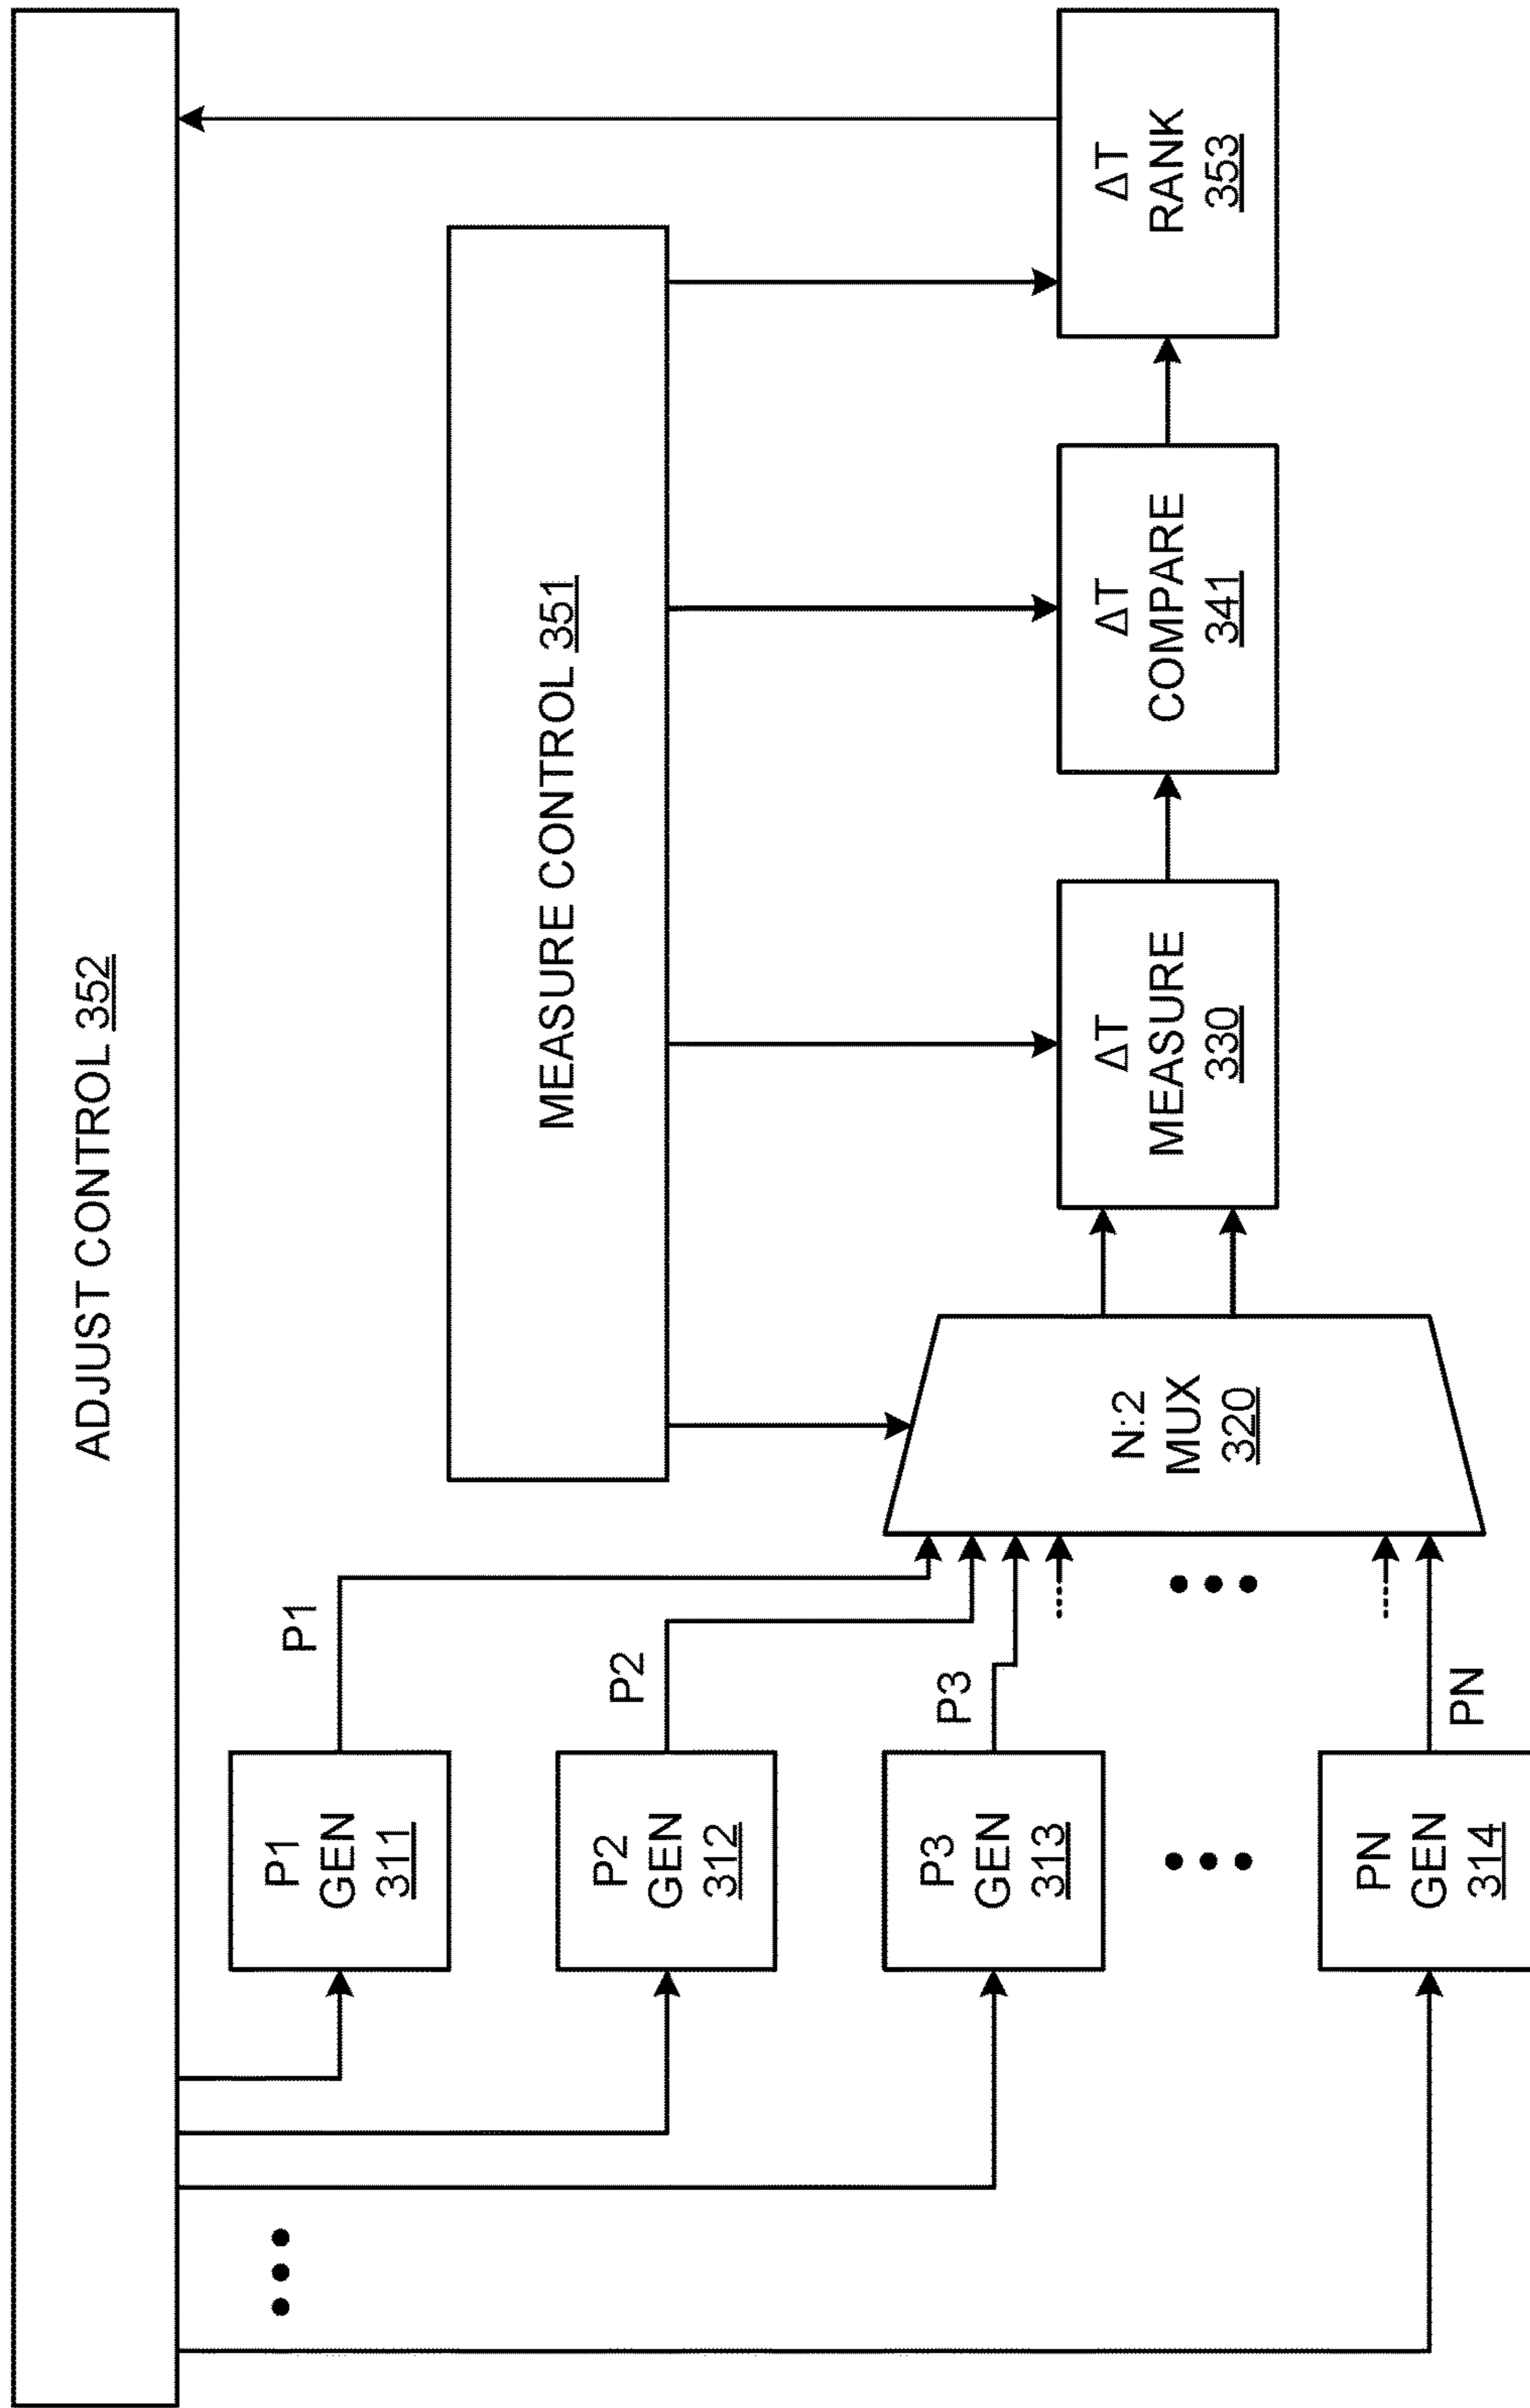 ADJUST CONTROL 352
MEASURE CONTROL 351
P1
GEN
311
P1
P2
GEN
312
P2
P3
GEN
313
P3
PN
GEN
314
PN
N:2
MUX
320
ΔT
MEASURE
330
ΔT
COMPARE
341
ΔT
RANK
353